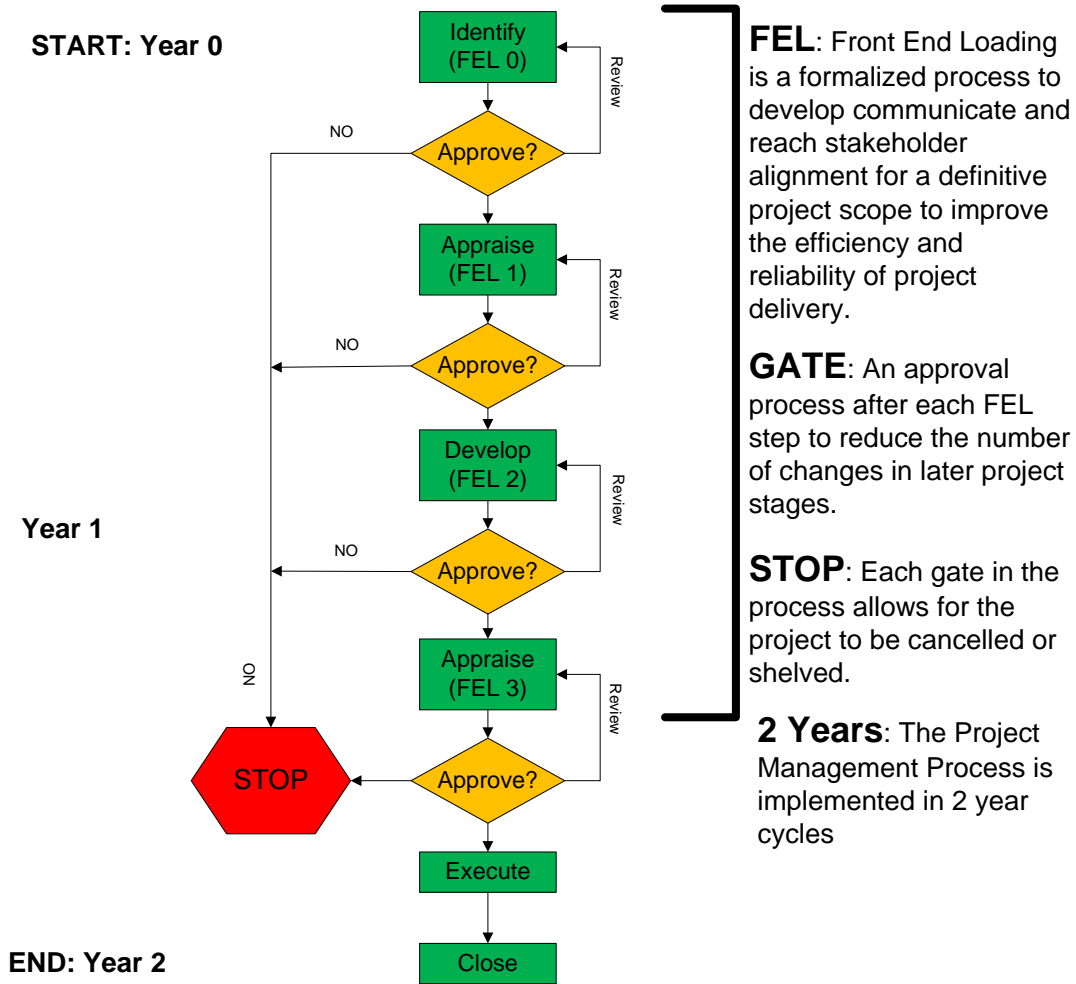 START: Year 0
Identify
(FEL 0)
Review
NO
Approve?
Appraise
(FEL 1)
Review
NO
Approve?
Develop
(FEL 2)
Review
Year 1
NO
Approve?
Appraise
(FEL 3)
Review
NO
STOP
Approve?
Execute
END: Year 2
Close
FEL: Front End Loading
is a formalized process to
develop communicate and
reach stakeholder
alignment for a definitive
project scope to improve
the efficiency and
reliability of project
delivery.
GATE: An approval
process after each FEL
step to reduce the number
of changes in later project
stages.
STOP: Each gate in the
process allows for the
project to be cancelled or
shelved.
2 Years: The Project
Management Process is
implemented in 2 year
cycles